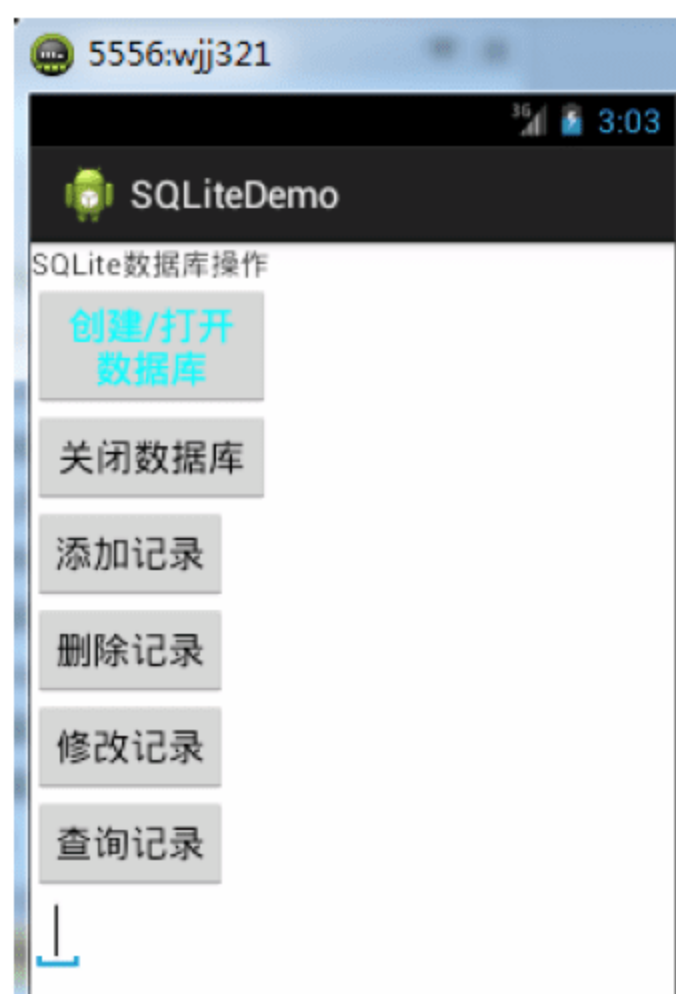 5556:wjj321
3G 3:03
SQLiteDemo
SQLite数据库操作
创建/打开
数据库
关闭数据库
添加记录
删除记录
修改记录
查询记录